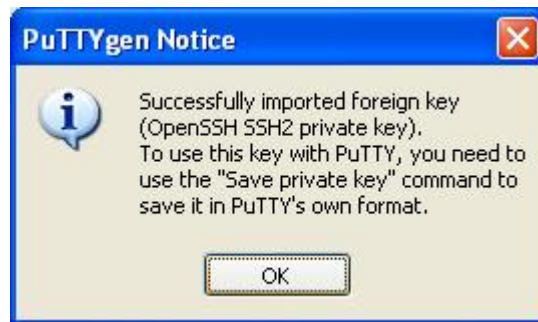 PuTTYgen Notice
Successfully imported foreign key
(OpenSSH SSH2 private key).
To use this key with PuTTY, you need to
use the "Save private key" command to
save it in PuTTY's own format.
OK